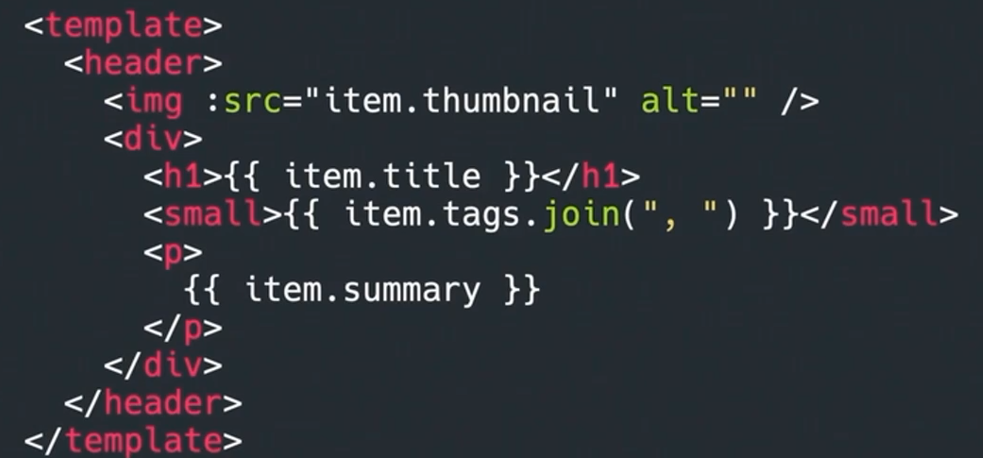 <template>
<header>
<img :src="item.thumbnail" alt="" />
<div>
<h1>{{ item.title }}</h1>
<small>{{ item.tags.join(", ") }}</small>
<p>
{{ item.summary }}
</p>
</div>
</header>
</template>